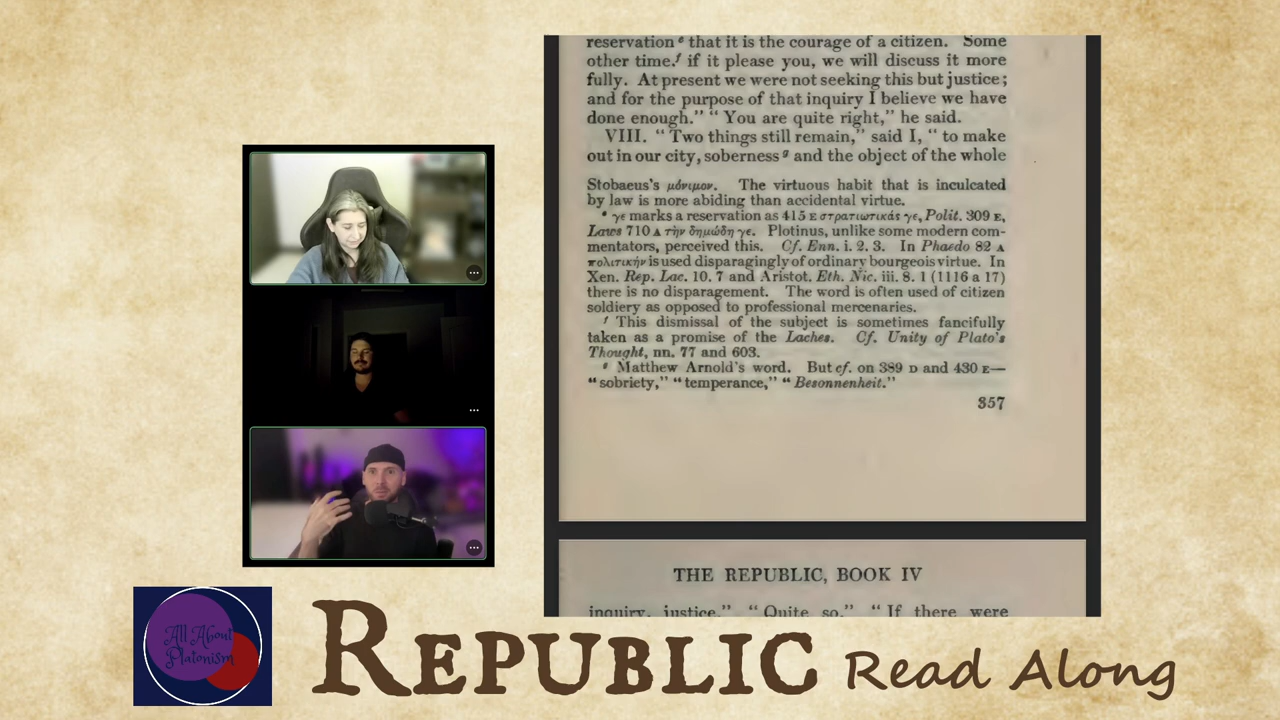 reservation ᵉ that it is the courage of a citizen. Some
other time,ᶠ if it please you, we will discuss it more
fully. At present we were not seeking this but justice;
and for the purpose of that inquiry I believe we have
done enough.” “ You are quite right,” he said.
VIII. “ Two things still remain,” said I, “ to make
out in our city, soberness ᵍ and the object of the whole
Stobaeus’s μόνιμον. The virtuous habit that is inculcated
by law is more abiding than accidental virtue.
ᵉ γε marks a reservation as 415 E στρατιωτικάς γε, Polit. 309 E,
Laws 710 A τὴν δημώδη γε. Plotinus, unlike some modern com-
mentators, perceived this. Cf. Enn. i. 2. 3. In Phaedo 82 A
πολιτικὴν is used disparagingly of ordinary bourgeois virtue. In
Xen. Rep. Lac. 10. 7 and Aristot. Eth. Nic. iii. 8. 1 (1116 a 17)
there is no disparagement. The word is often used of citizen
soldiery as opposed to professional mercenaries.
ᶠ This dismissal of the subject is sometimes fancifully
taken as a promise of the Laches. Cf. Unity of Plato’s
Thought, nn. 77 and 603.
ᵍ Matthew Arnold’s word. But cf. on 389 D and 430 E—
“ sobriety,” “ temperance,” “ Besonnenheit.”
357
THE REPUBLIC, BOOK IV
inquiry, justice.” “ Quite so.” “ If there were
All About
Platonism
REPUBLIC Read Along